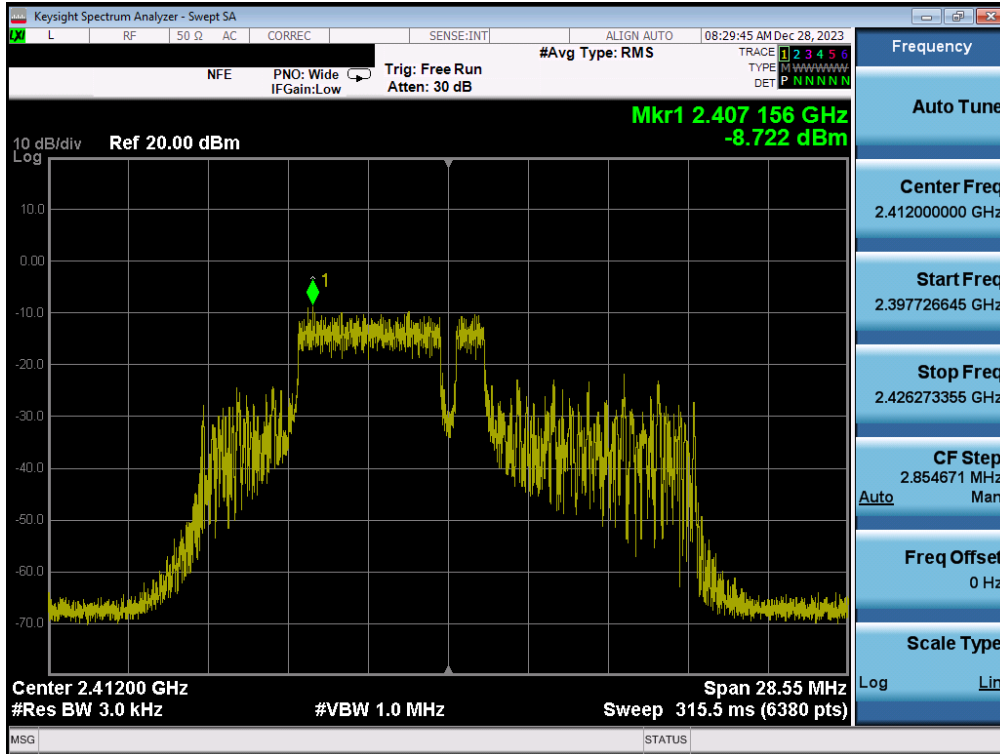 Keysight Spectrum Analyzer - Swept SA
LXI L RF 50 Ω AC CORREC SENSE:INT ALIGN AUTO 08:29:45 AM Dec 28, 2023
NFE PNO: Wide Trig: Free Run #Avg Type: RMS TRACE 1 2 3 4 5 6
IFGain:Low Atten: 30 dB TYPE M W W W W W
DET P N N N N N
Mkr1 2.407 156 GHz
-8.722 dBm
10 dB/div Ref 20.00 dBm
Log
10.0
0.00
-10.0
-20.0
-30.0
-40.0
-50.0
-60.0
-70.0
1
Center 2.41200 GHz Span 28.55 MHz
#Res BW 3.0 kHz #VBW 1.0 MHz Sweep 315.5 ms (6380 pts)
MSG STATUS
Frequency
Auto Tune
Center Freq
2.412000000 GHz
Start Freq
2.397726645 GHz
Stop Freq
2.426273355 GHz
CF Step
2.854671 MHz
Auto Man
Freq Offset
0 Hz
Scale Type
Log Lin